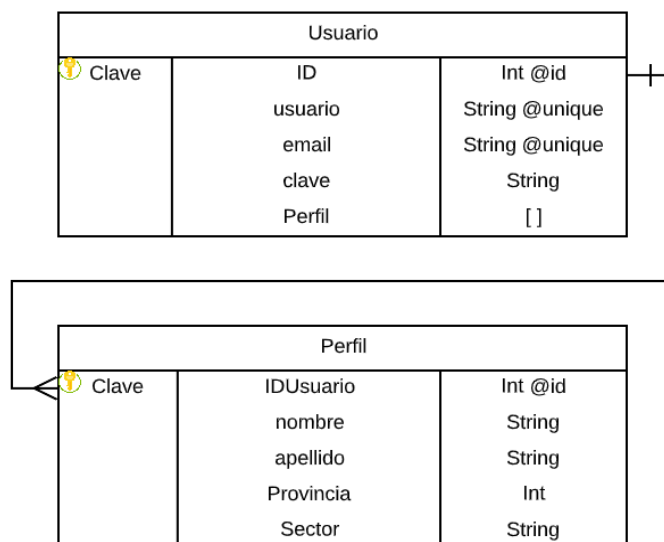 Usuario
Clave ID Int @id
usuario String @unique
email String @unique
clave String
Perfil [ ]
Perfil
Clave IDUsuario Int @id
nombre String
apellido String
Provincia Int
Sector String